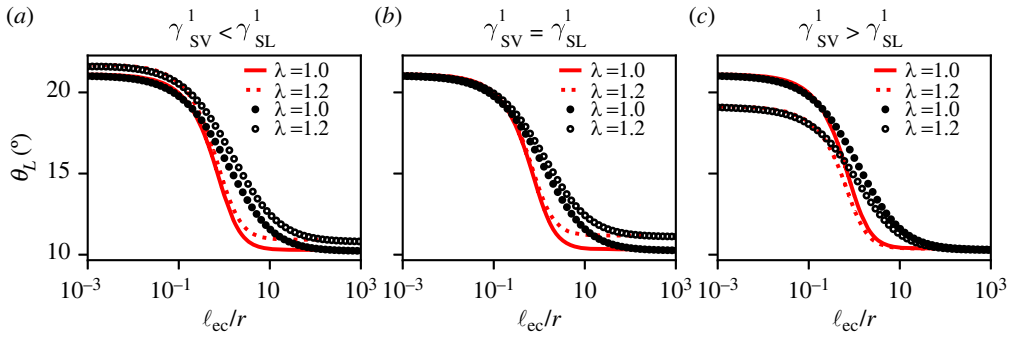 (a)
γ¹SV < γ¹SL
20
15
10
θL (°)
λ =1.0
λ =1.2
λ =1.0
λ =1.2
10⁻³ 10⁻¹ 10 10³
ℓec/r
(b)
γ¹SV = γ¹SL
λ =1.0
λ =1.2
λ =1.0
λ =1.2
10⁻³ 10⁻¹ 10 10³
ℓec/r
(c)
γ¹SV > γ¹SL
λ =1.0
λ =1.2
λ =1.0
λ =1.2
10⁻³ 10⁻¹ 10 10³
ℓec/r